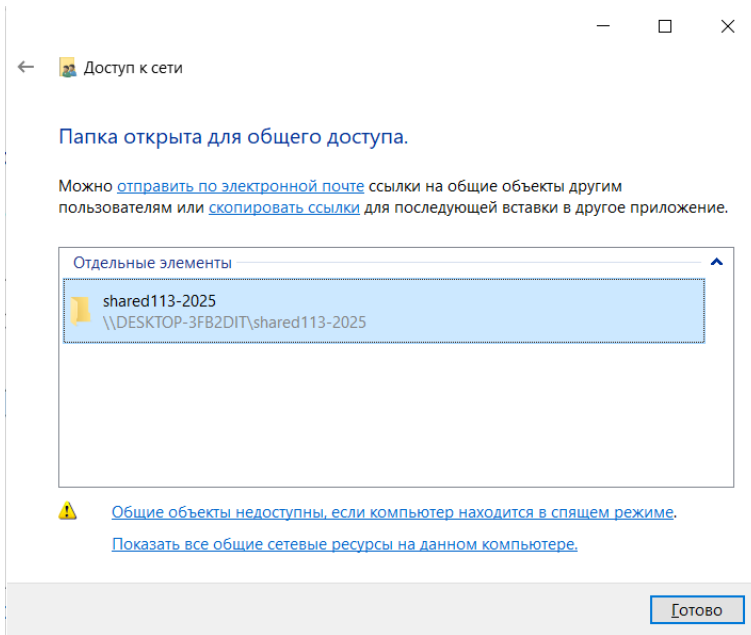 Доступ к сети
Папка открыта для общего доступа.
Можно отправить по электронной почте ссылки на общие объекты другим
пользователям или скопировать ссылки для последующей вставки в другое приложение.
Отдельные элементы
shared113-2025
\\DESKTOP-3FB2DIT\shared113-2025
Общие объекты недоступны, если компьютер находится в спящем режиме.
Показать все общие сетевые ресурсы на данном компьютере.
Готово